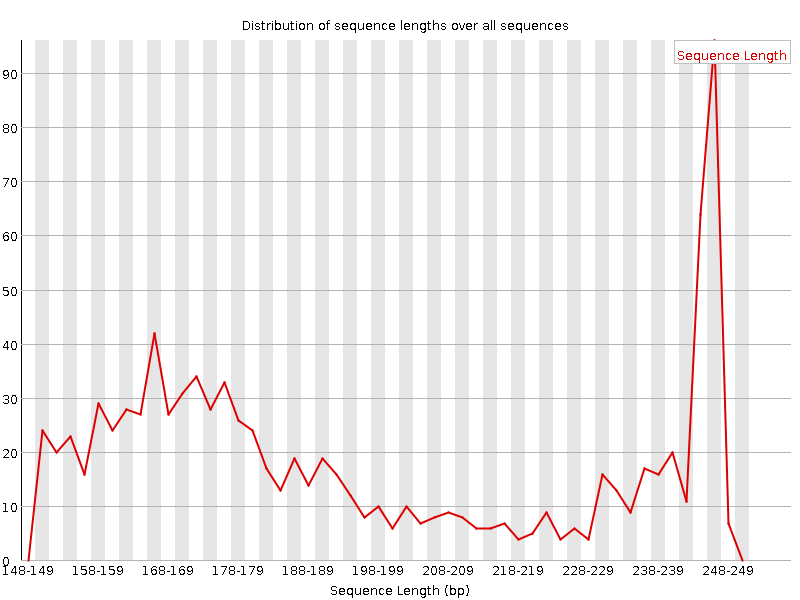 Distribution of sequence lengths over all sequences
Sequence Length
90
80
70
60
50
40
30
20
10
0
148-149 158-159 168-169 178-179 188-189 198-199 208-209 218-219 228-229 238-239 248-249
Sequence Length (bp)